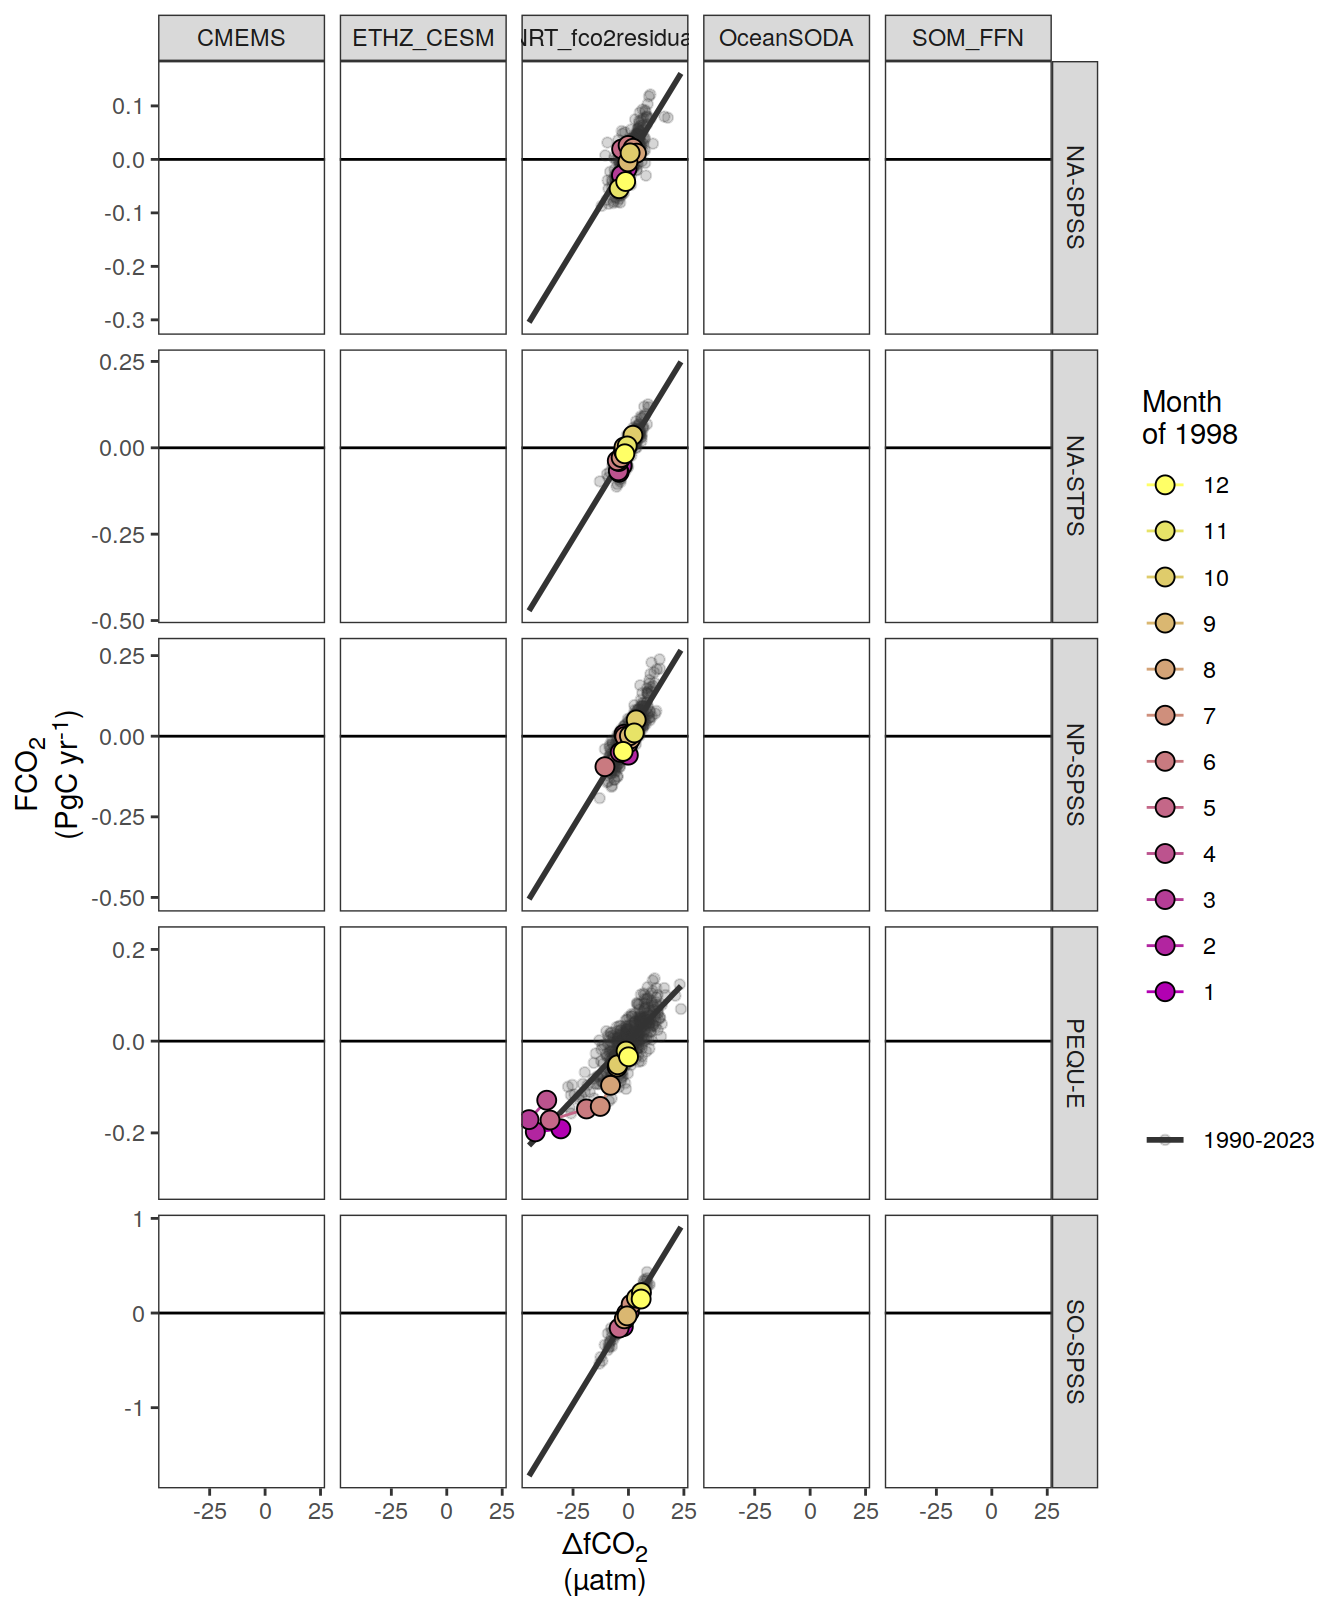 CMEMS ETHZ_CESM NRT_fco2residua OceanSODA SOM_FFN
0.1
0.0
-0.1
-0.2
-0.3
NA-SPSS
0.25
0.00
-0.25
-0.50
NA-STPS
0.25
0.00
-0.25
-0.50
NP-SPSS
0.2
0.0
-0.2
PEQU-E
1
0
-1
SO-SPSS
-25 0 25 -25 0 25 -25 0 25 -25 0 25 -25 0 25
ΔfCO₂
(µatm)
FCO₂
(PgC yr⁻¹)
Month
of 1998
12
11
10
9
8
7
6
5
4
3
2
1
1990-2023